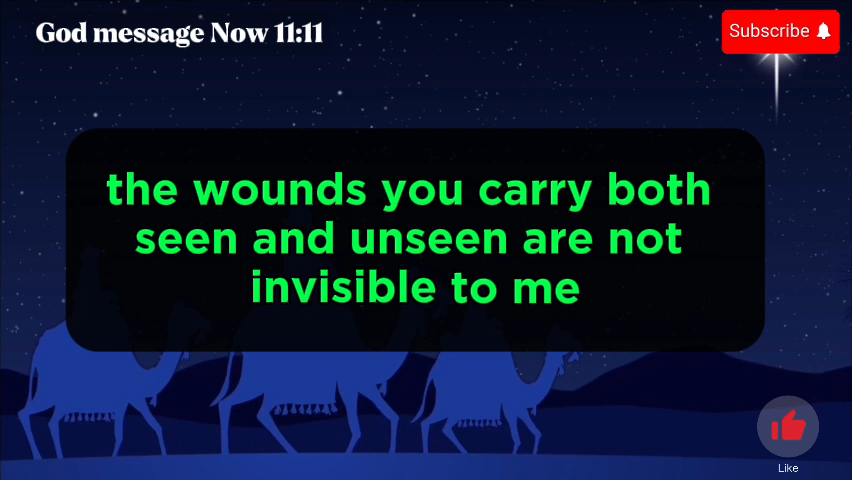 God message Now 11:11
Subscribe
the wounds you carry both
seen and unseen are not
invisible to me
Like